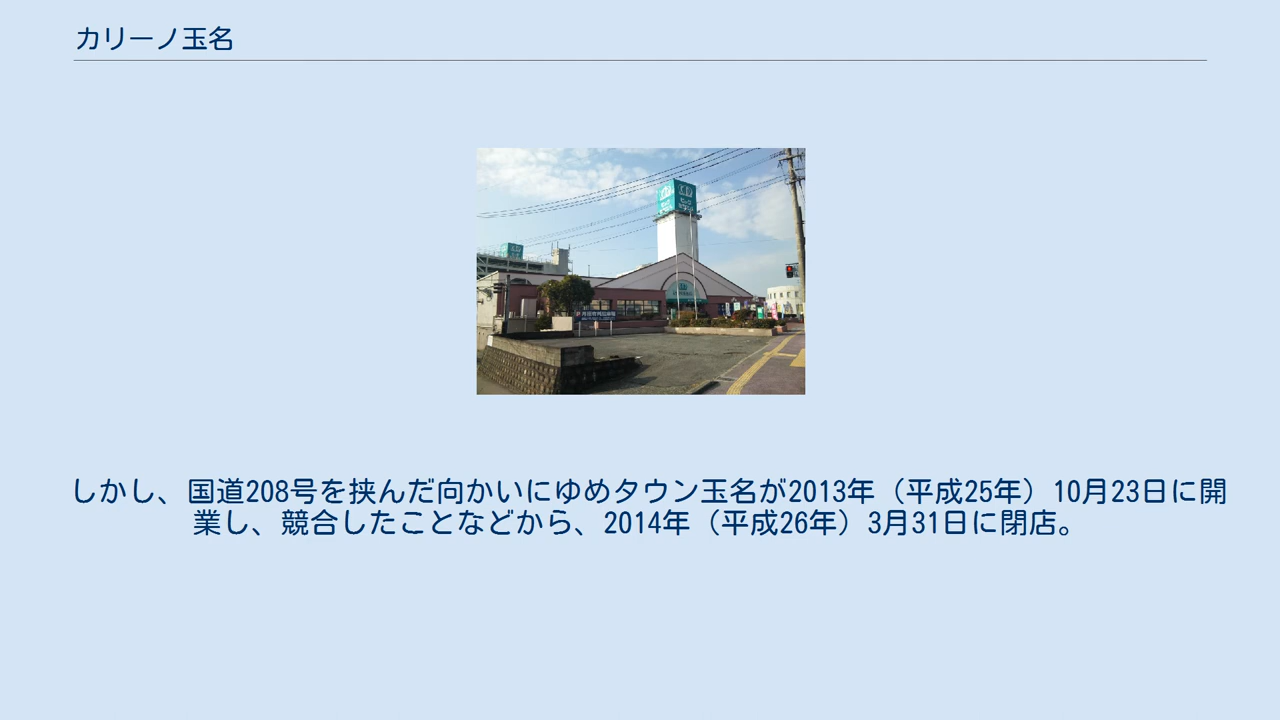 カリーノ玉名
しかし、国道208号を挟んだ向かいにゆめタウン玉名が2013年（平成25年）10月23日に開
業し、競合したことなどから、2014年（平成26年）3月31日に閉店。